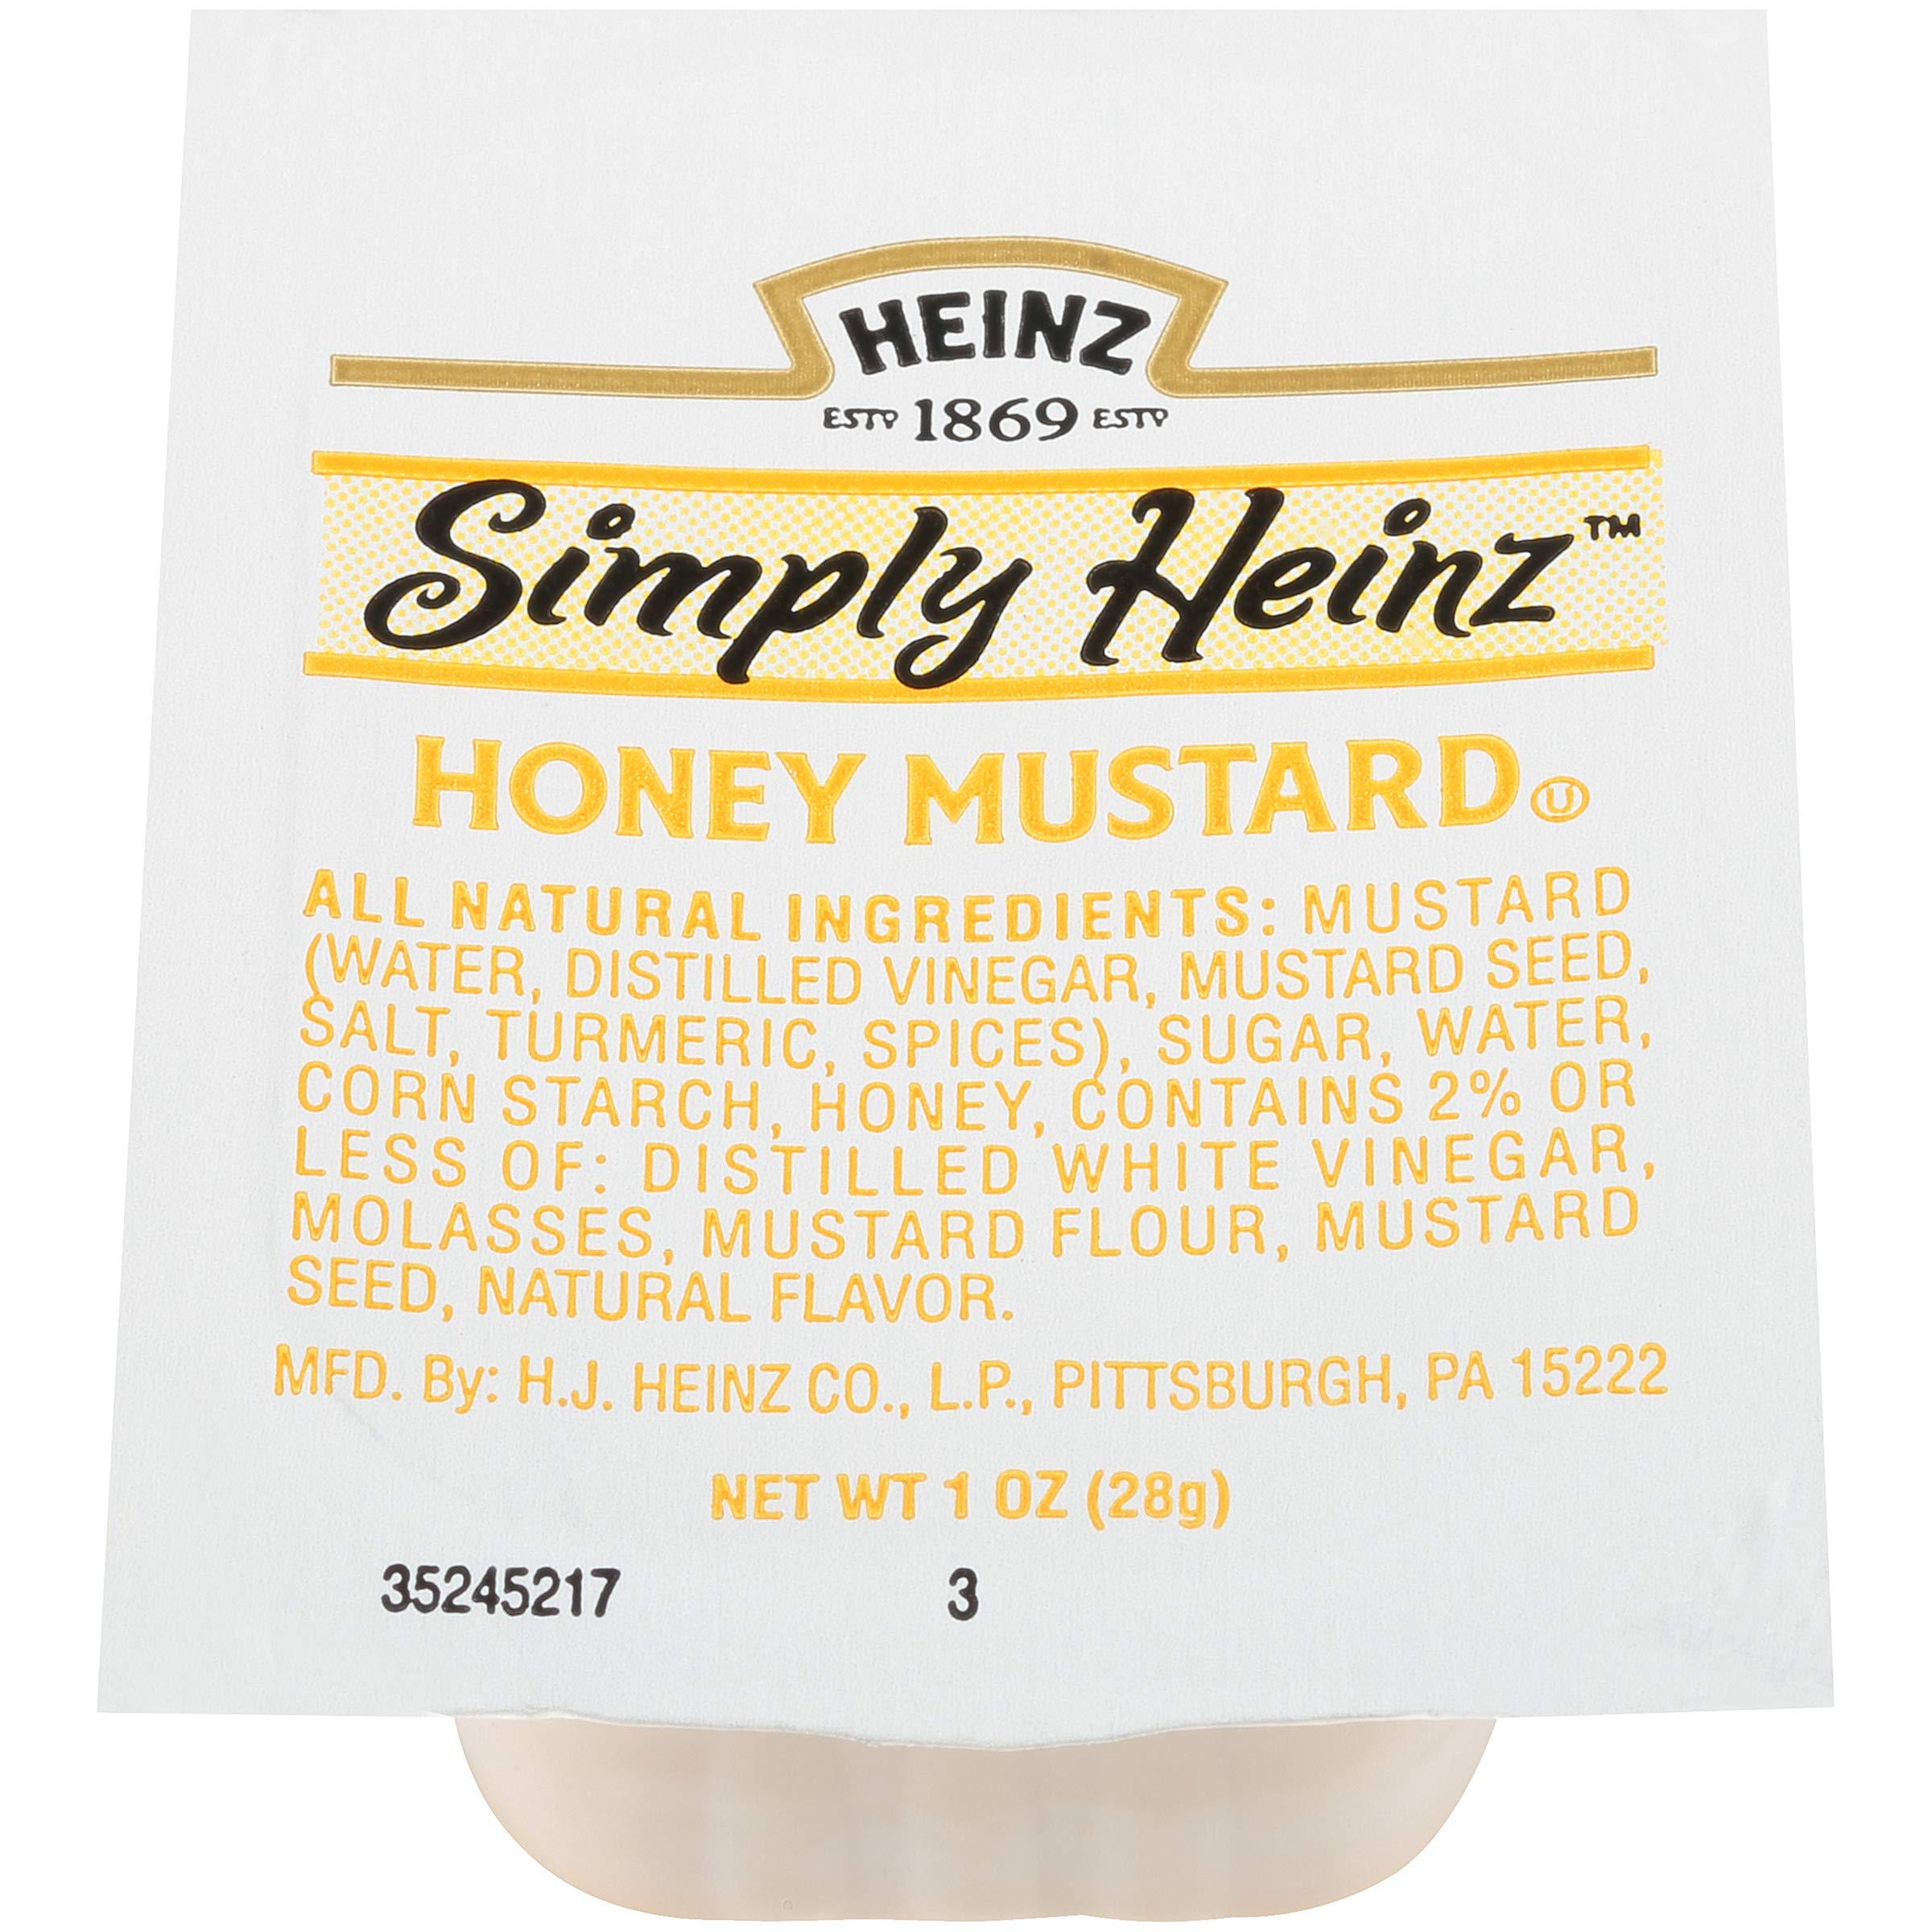 HEINZ
ESTD 1869 ESTD
Simply Heinz™
HONEY MUSTARD Ⓤ
ALL NATURAL INGREDIENTS: MUSTARD
(WATER, DISTILLED VINEGAR, MUSTARD SEED,
SALT, TURMERIC, SPICES), SUGAR, WATER,
CORN STARCH, HONEY, CONTAINS 2% OR
LESS OF: DISTILLED WHITE VINEGAR,
MOLASSES, MUSTARD FLOUR, MUSTARD
SEED, NATURAL FLAVOR.
MFD. By: H.J. HEINZ CO., L.P., PITTSBURGH, PA 15222
NET WT 1 OZ (28g)
35245217 3